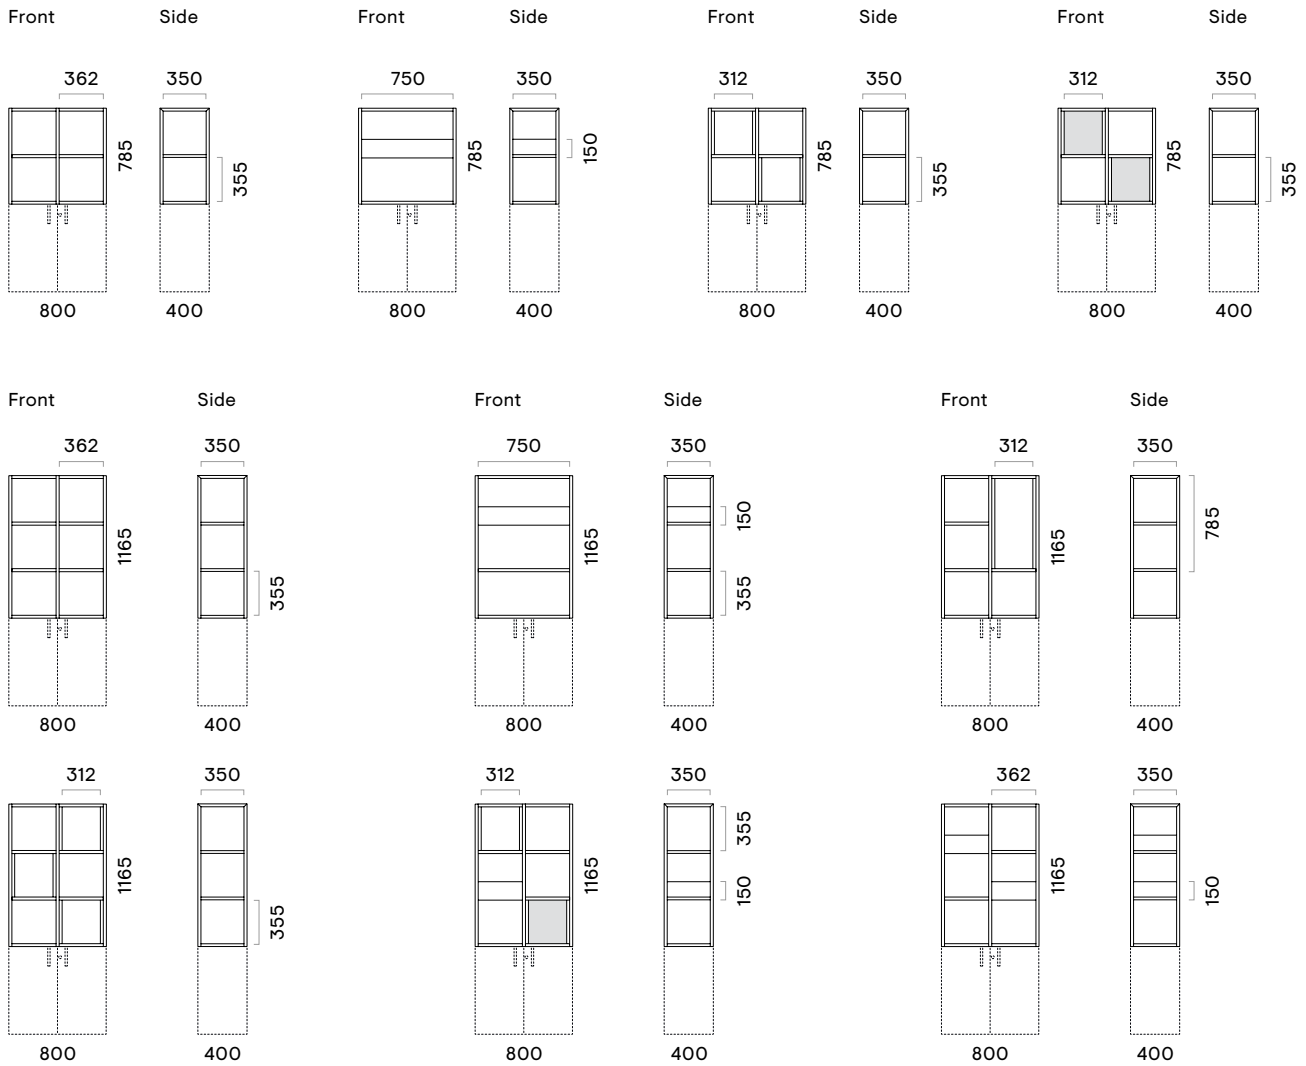 Front Side Front Side Front Side Front Side
362 350 750 350 312 350 312 350
785 355 785 150 785 355 785 355
800 400 800 400 800 400 800 400
Front Side Front Side Front Side
362 350 750 350 312 350
1165 355 1165 150 355 1165 785
800 400 800 400 800 400
312 350 312 350 362 350
1165 355 1165 355 150 1165 150
800 400 800 400 800 400